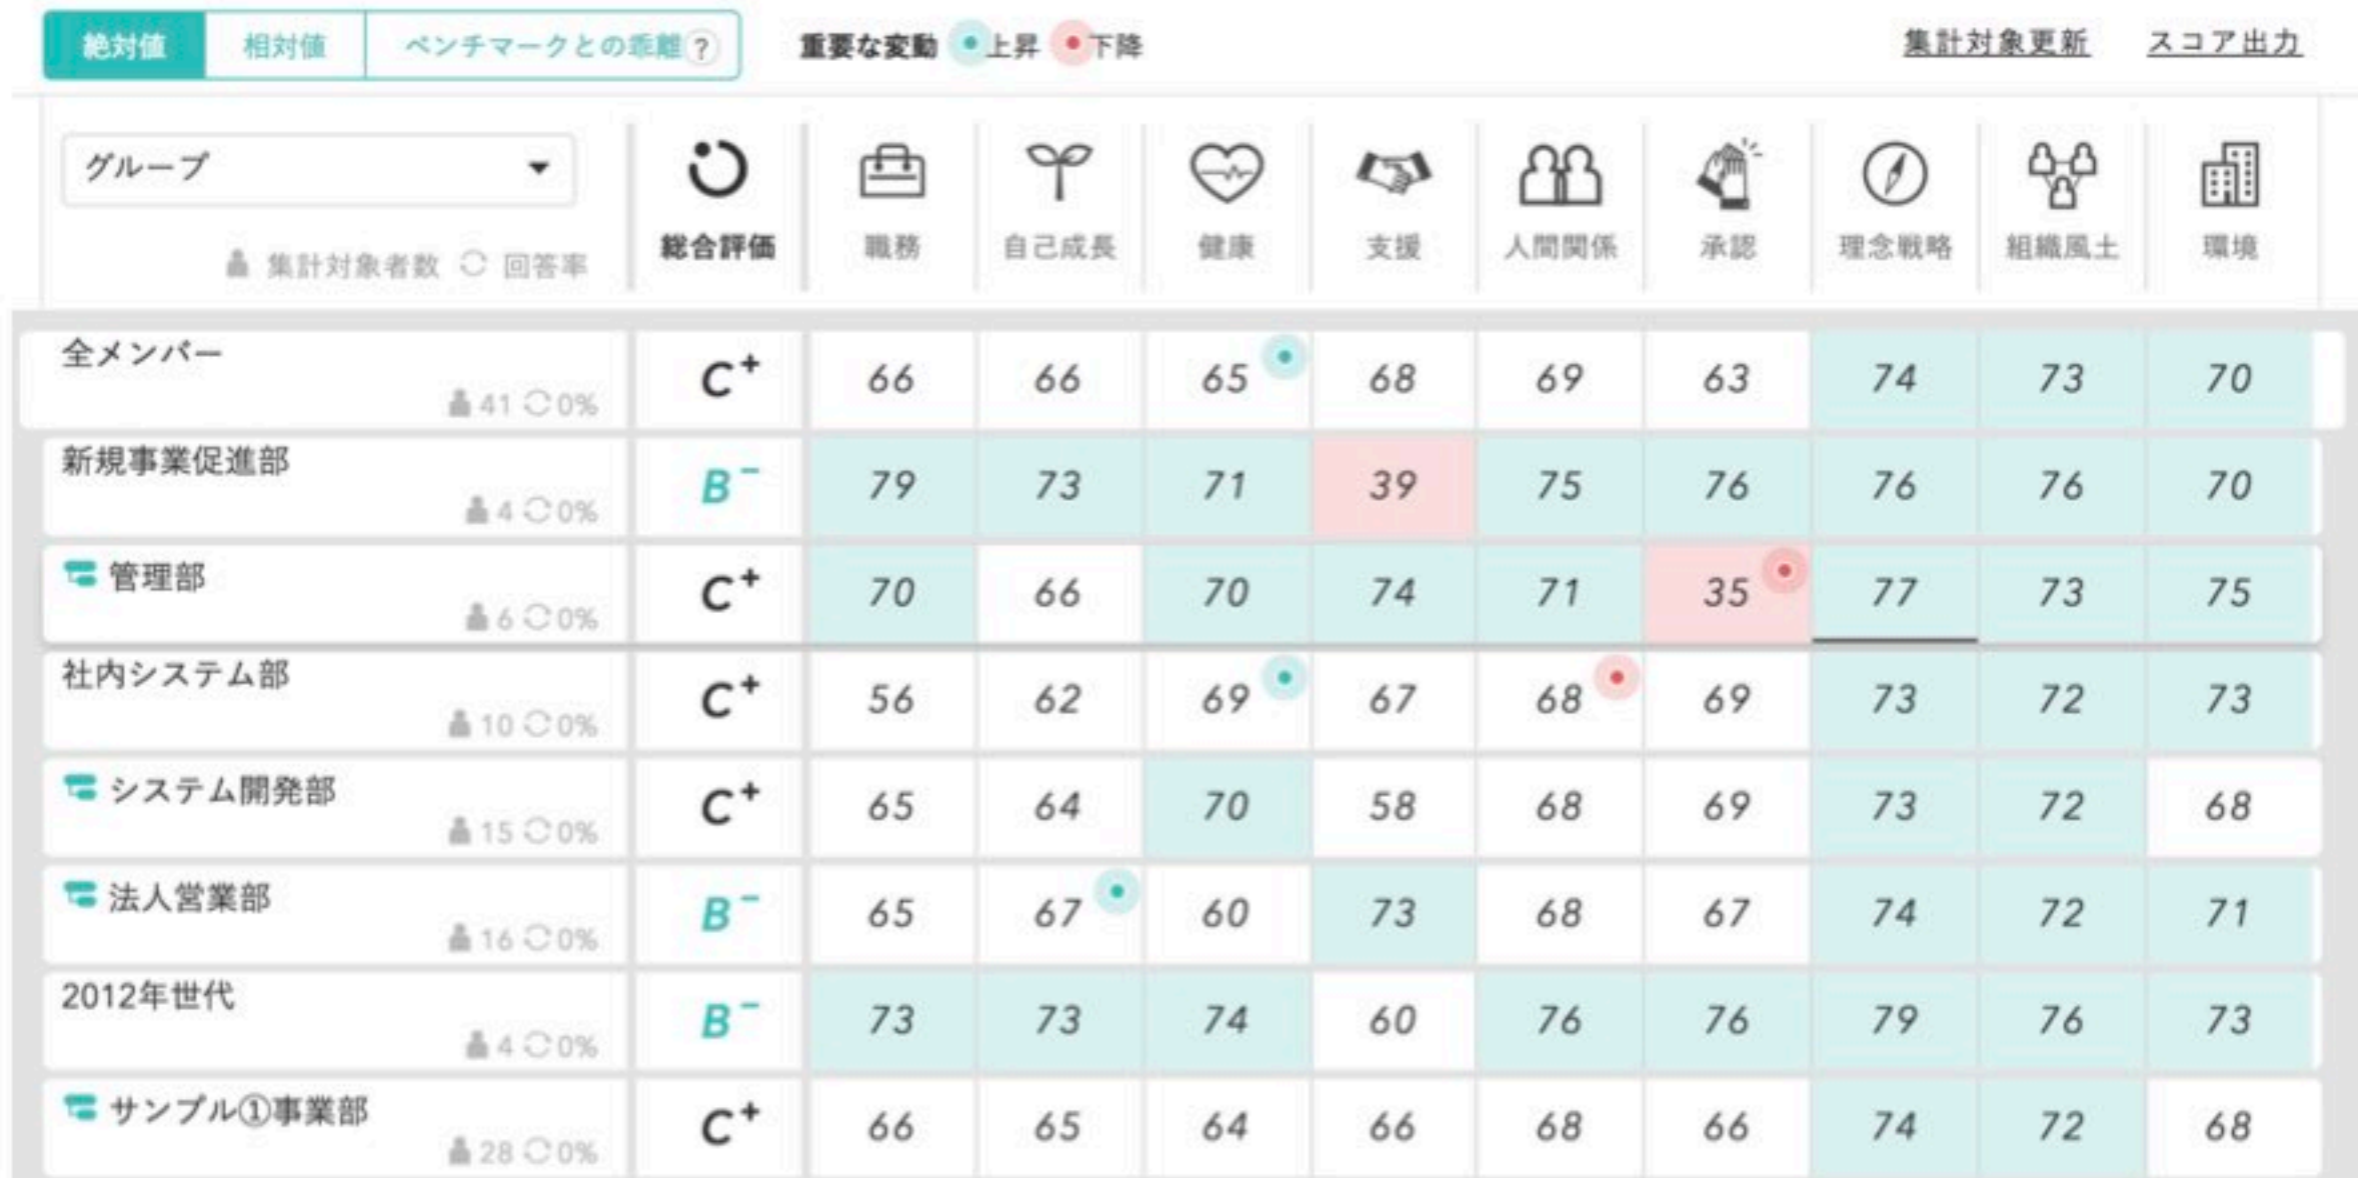 絶対値 相対値 ベンチマークとの乖離 ? 重要な変動 上昇 下降 集計対象更新 スコア出力
グループ
総合評価 職務 自己成長 健康 支援 人間関係 承認 理念戦略 組織風土 環境
集計対象者数 回答率
全メンバー
41 0%
C+ 66 66 65 68 69 63 74 73 70
新規事業促進部
4 0%
B- 79 73 71 39 75 76 76 76 70
管理部
6 0%
C+ 70 66 70 74 71 35 77 73 75
社内システム部
10 0%
C+ 56 62 69 67 68 69 73 72 73
システム開発部
15 0%
C+ 65 64 70 58 68 69 73 72 68
法人営業部
16 0%
B- 65 67 60 73 68 67 74 72 71
2012年世代
4 0%
B- 73 73 74 60 76 76 79 76 73
サンプル①事業部
28 0%
C+ 66 65 64 66 68 66 74 72 68